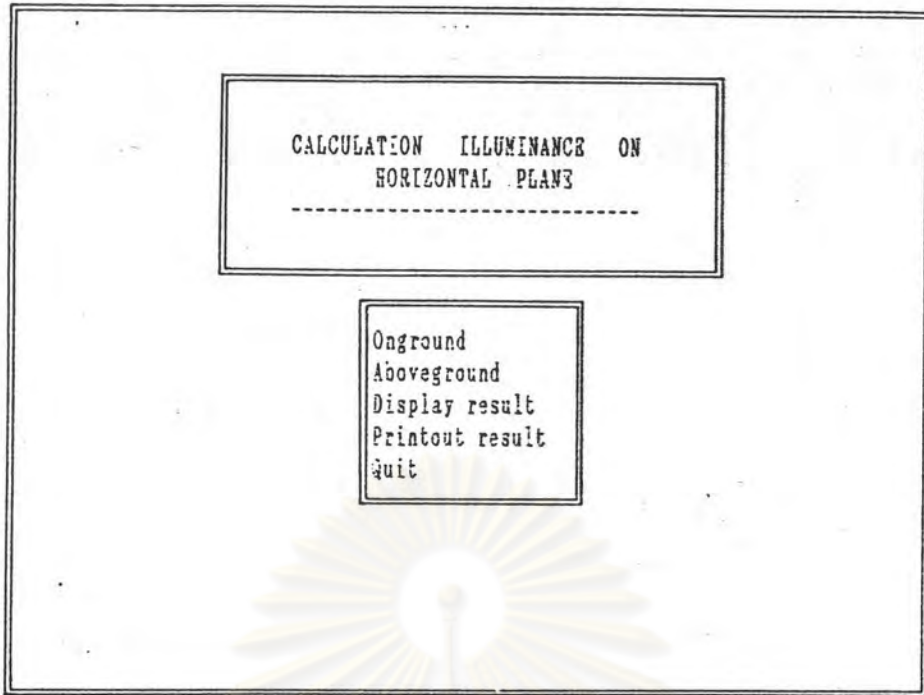 CALCULATION ILLUMINANCE ON
HORIZONTAL PLANE
------------------------------
Onground
Aboveground
Display result
Printout result
Quit